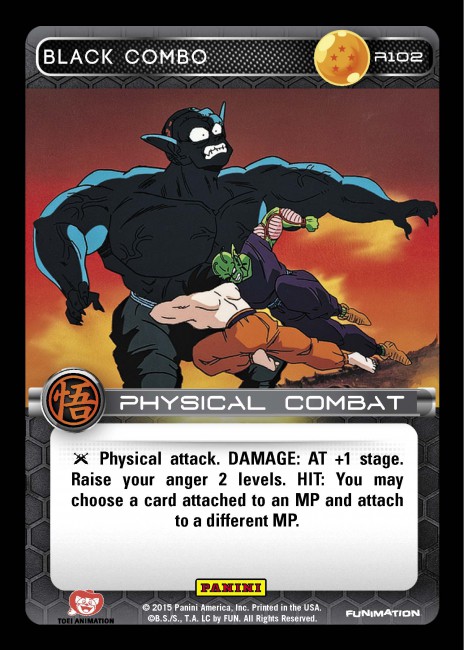 BLACK COMBO R102
悟 PHYSICAL COMBAT
Physical attack. DAMAGE: AT +1 stage.
Raise your anger 2 levels. HIT: You may
choose a card attached to an MP and attach
to a different MP.
PANINI
TOEI ANIMATION
© 2015 Panini America, Inc. Printed in the USA.
©B.S./S., T.A. LC by FUN. All Rights Reserved.
FUNIMATION